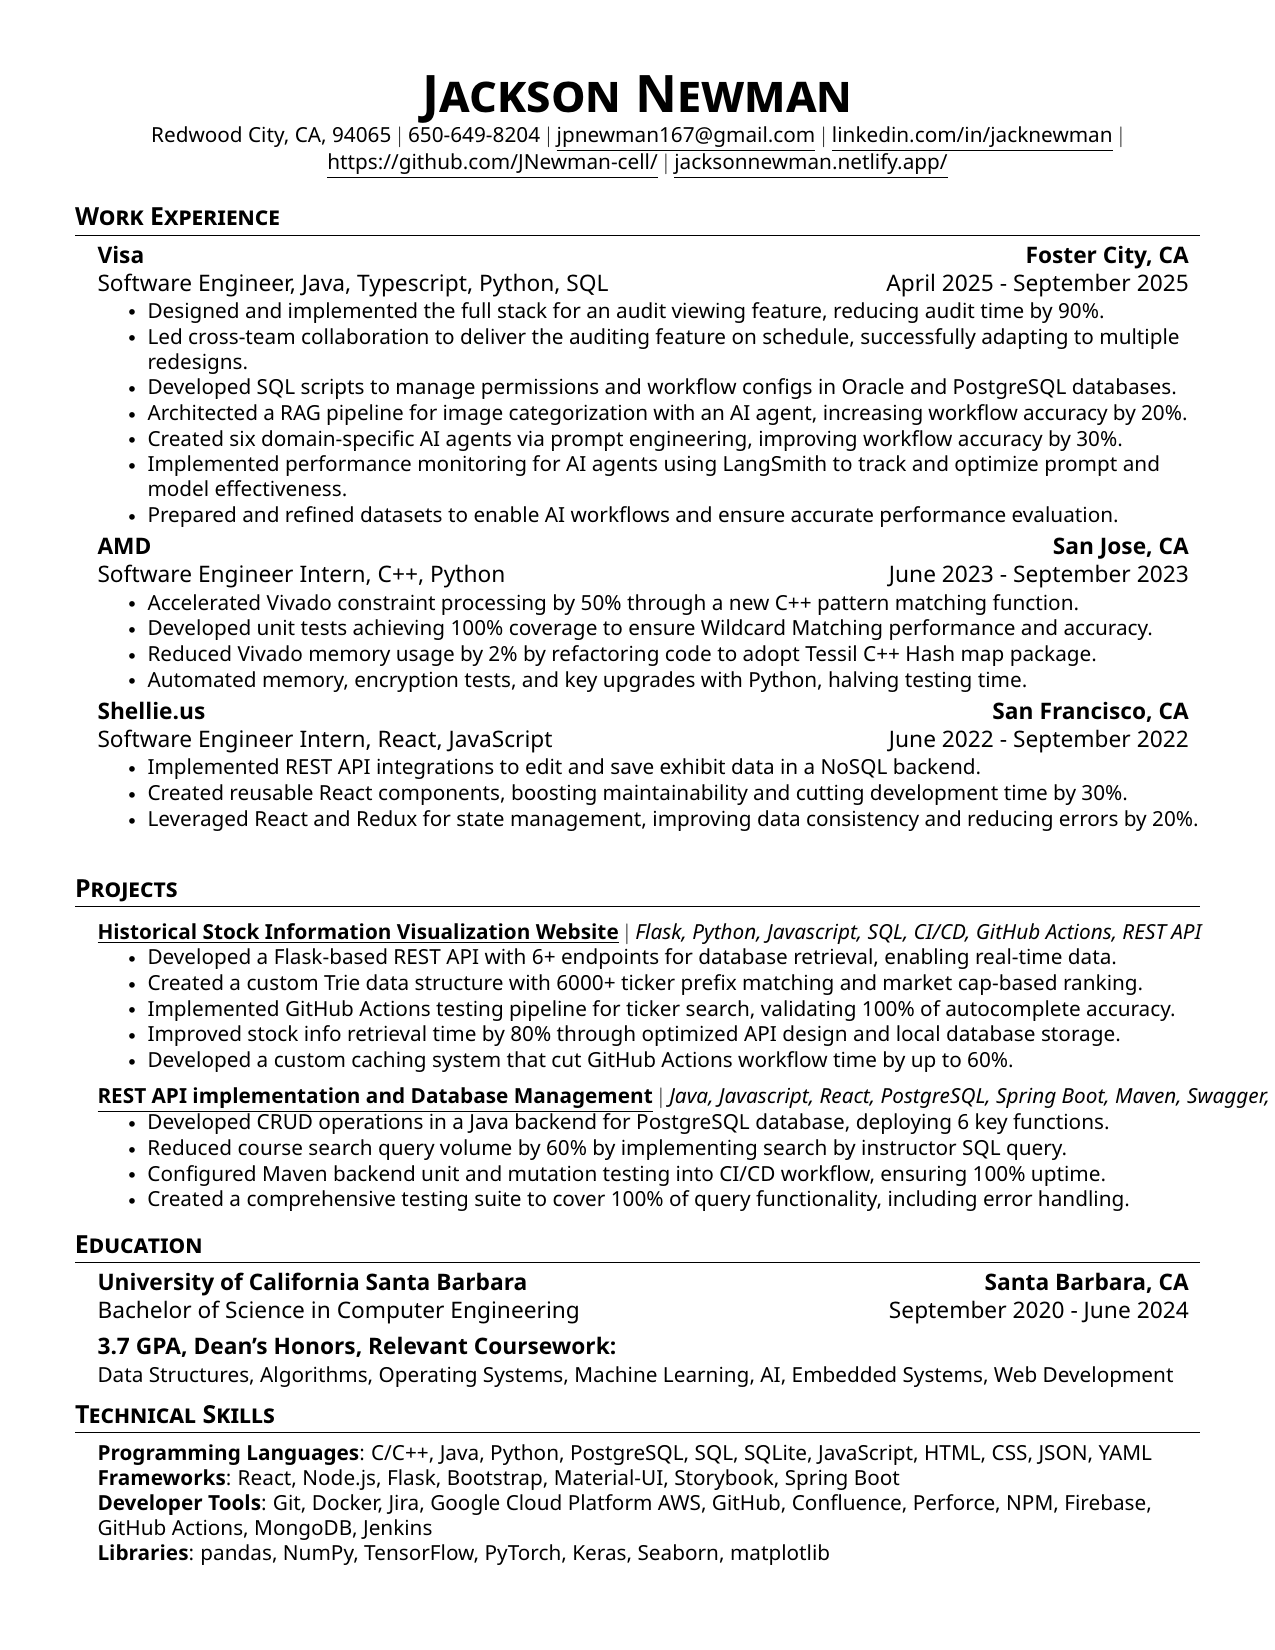 Jackson Newman
Redwood City, CA, 94065 | 650-649-8204 | jpnewman167@gmail.com | linkedin.com/in/jacknewman |
https://github.com/JNewman-cell/ | jacksonnewman.netlify.app/
Work Experience
Visa Foster City, CA
Software Engineer, Java, Typescript, Python, SQL April 2025 - September 2025
• Designed and implemented the full stack for an audit viewing feature, reducing audit time by 90%.
• Led cross-team collaboration to deliver the auditing feature on schedule, successfully adapting to multiple
redesigns.
• Developed SQL scripts to manage permissions and workflow configs in Oracle and PostgreSQL databases.
• Architected a RAG pipeline for image categorization with an AI agent, increasing workflow accuracy by 20%.
• Created six domain-specific AI agents via prompt engineering, improving workflow accuracy by 30%.
• Implemented performance monitoring for AI agents using LangSmith to track and optimize prompt and
model effectiveness.
• Prepared and refined datasets to enable AI workflows and ensure accurate performance evaluation.
AMD San Jose, CA
Software Engineer Intern, C++, Python June 2023 - September 2023
• Accelerated Vivado constraint processing by 50% through a new C++ pattern matching function.
• Developed unit tests achieving 100% coverage to ensure Wildcard Matching performance and accuracy.
• Reduced Vivado memory usage by 2% by refactoring code to adopt Tessil C++ Hash map package.
• Automated memory, encryption tests, and key upgrades with Python, halving testing time.
Shellie.us San Francisco, CA
Software Engineer Intern, React, JavaScript June 2022 - September 2022
• Implemented REST API integrations to edit and save exhibit data in a NoSQL backend.
• Created reusable React components, boosting maintainability and cutting development time by 30%.
• Leveraged React and Redux for state management, improving data consistency and reducing errors by 20%.
Projects
Historical Stock Information Visualization Website | Flask, Python, Javascript, SQL, CI/CD, GitHub Actions, REST API
• Developed a Flask-based REST API with 6+ endpoints for database retrieval, enabling real-time data.
• Created a custom Trie data structure with 6000+ ticker prefix matching and market cap-based ranking.
• Implemented GitHub Actions testing pipeline for ticker search, validating 100% of autocomplete accuracy.
• Improved stock info retrieval time by 80% through optimized API design and local database storage.
• Developed a custom caching system that cut GitHub Actions workflow time by up to 60%.
REST API implementation and Database Management | Java, Javascript, React, PostgreSQL, Spring Boot, Maven, Swagger,
• Developed CRUD operations in a Java backend for PostgreSQL database, deploying 6 key functions.
• Reduced course search query volume by 60% by implementing search by instructor SQL query.
• Configured Maven backend unit and mutation testing into CI/CD workflow, ensuring 100% uptime.
• Created a comprehensive testing suite to cover 100% of query functionality, including error handling.
Education
University of California Santa Barbara Santa Barbara, CA
Bachelor of Science in Computer Engineering September 2020 - June 2024
3.7 GPA, Dean’s Honors, Relevant Coursework:
Data Structures, Algorithms, Operating Systems, Machine Learning, AI, Embedded Systems, Web Development
Technical Skills
Programming Languages: C/C++, Java, Python, PostgreSQL, SQL, SQLite, JavaScript, HTML, CSS, JSON, YAML
Frameworks: React, Node.js, Flask, Bootstrap, Material-UI, Storybook, Spring Boot
Developer Tools: Git, Docker, Jira, Google Cloud Platform AWS, GitHub, Confluence, Perforce, NPM, Firebase,
GitHub Actions, MongoDB, Jenkins
Libraries: pandas, NumPy, TensorFlow, PyTorch, Keras, Seaborn, matplotlib